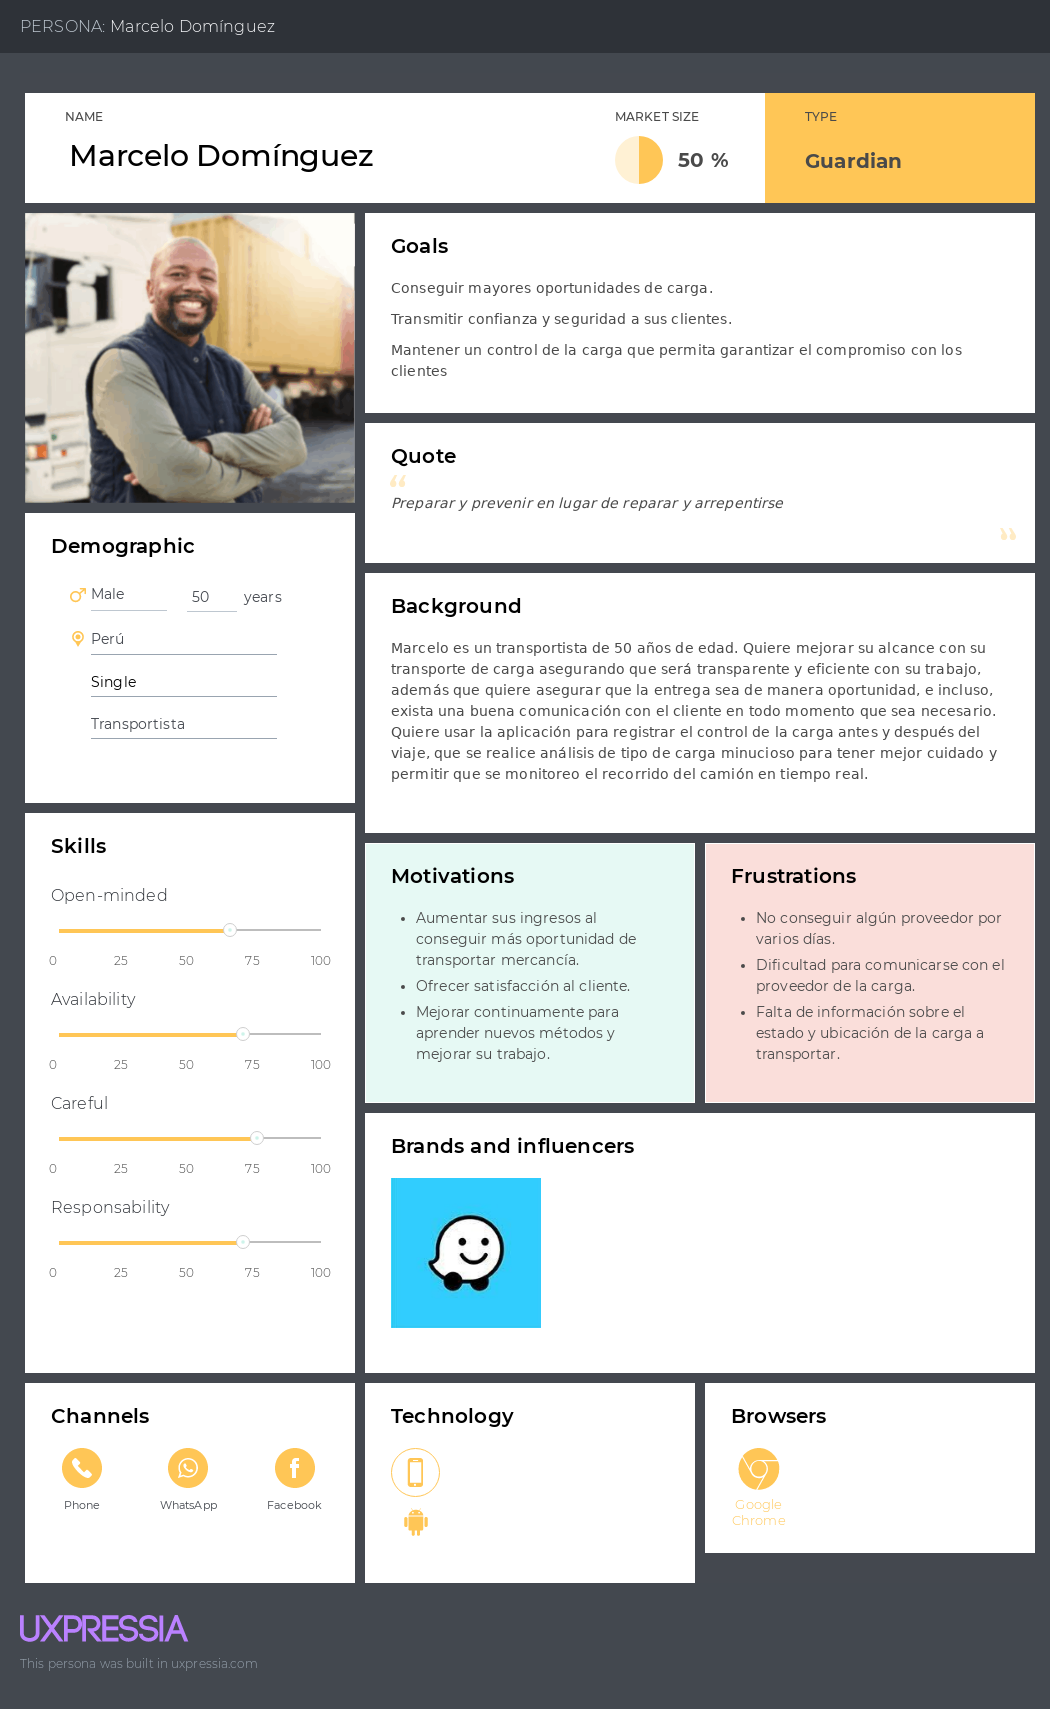 PERSONA: Marcelo Domínguez
NAME
Marcelo Domínguez
MARKET SIZE
50 %
TYPE
Guardian
Goals
Conseguir mayores oportunidades de carga.
Transmitir confianza y seguridad a sus clientes.
Mantener un control de la carga que permita garantizar el compromiso con los
clientes
Quote
“
Preparar y prevenir en lugar de reparar y arrepentirse
”
Demographic
Male
50 years
Perú
Single
Transportista
Background
Marcelo es un transportista de 50 años de edad. Quiere mejorar su alcance con su
transporte de carga asegurando que será transparente y eficiente con su trabajo,
además que quiere asegurar que la entrega sea de manera oportunidad, e incluso,
exista una buena comunicación con el cliente en todo momento que sea necesario.
Quiere usar la aplicación para registrar el control de la carga antes y después del
viaje, que se realice análisis de tipo de carga minucioso para tener mejor cuidado y
permitir que se monitoreo el recorrido del camión en tiempo real.
Skills
Open-minded
0 25 50 75 100
Availability
0 25 50 75 100
Careful
0 25 50 75 100
Responsability
0 25 50 75 100
Motivations
• Aumentar sus ingresos al
conseguir más oportunidad de
transportar mercancía.
• Ofrecer satisfacción al cliente.
• Mejorar continuamente para
aprender nuevos métodos y
mejorar su trabajo.
Frustrations
• No conseguir algún proveedor por
varios días.
• Dificultad para comunicarse con el
proveedor de la carga.
• Falta de información sobre el
estado y ubicación de la carga a
transportar.
Brands and influencers
Channels
Phone
WhatsApp
Facebook
Technology
Browsers
Google
Chrome
UXPRESSIA
This persona was built in uxpressia.com